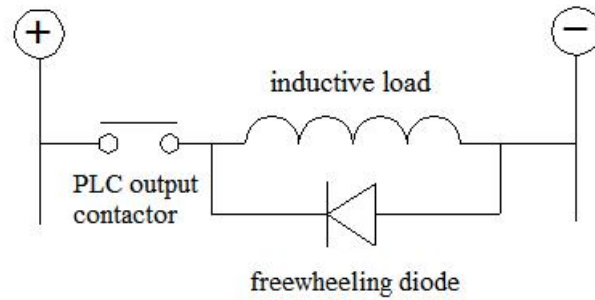 +
−
inductive load
PLC output
contactor
freewheeling diode